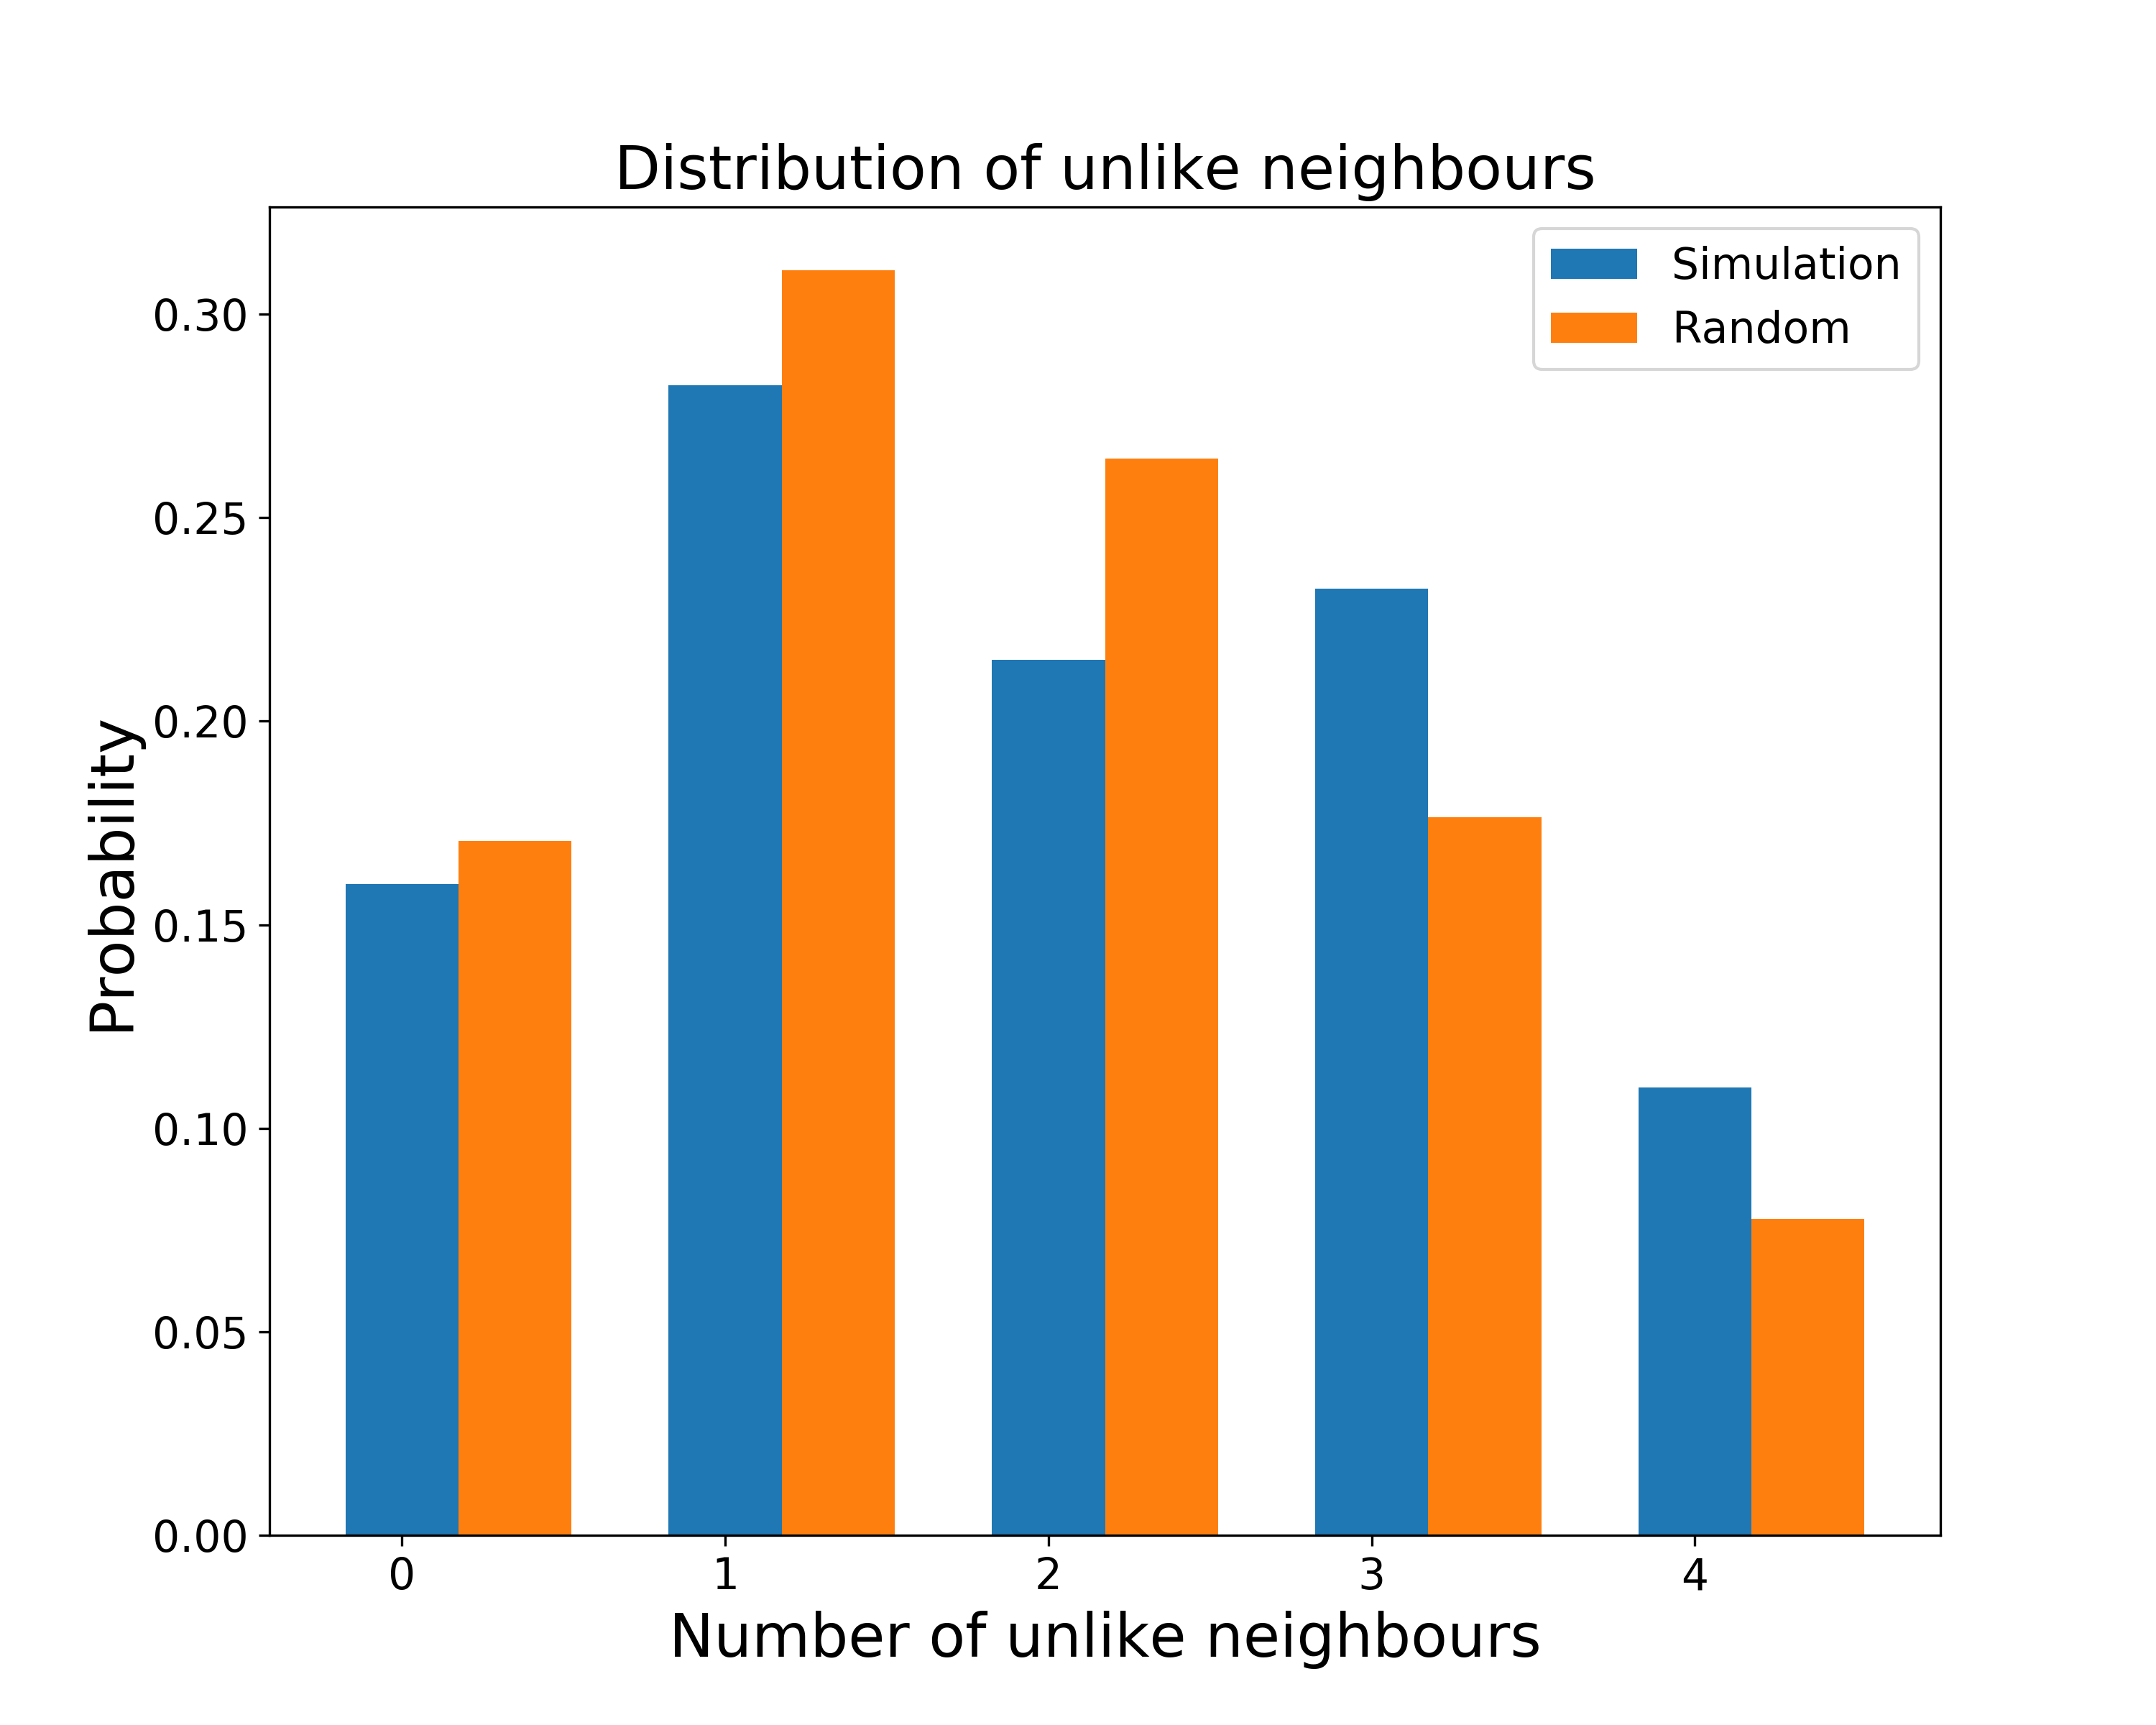 Distribution of unlike neighbours
Simulation
Random
0.30
0.25
0.20
0.15
0.10
0.05
0.00
Probability
0 1 2 3 4
Number of unlike neighbours